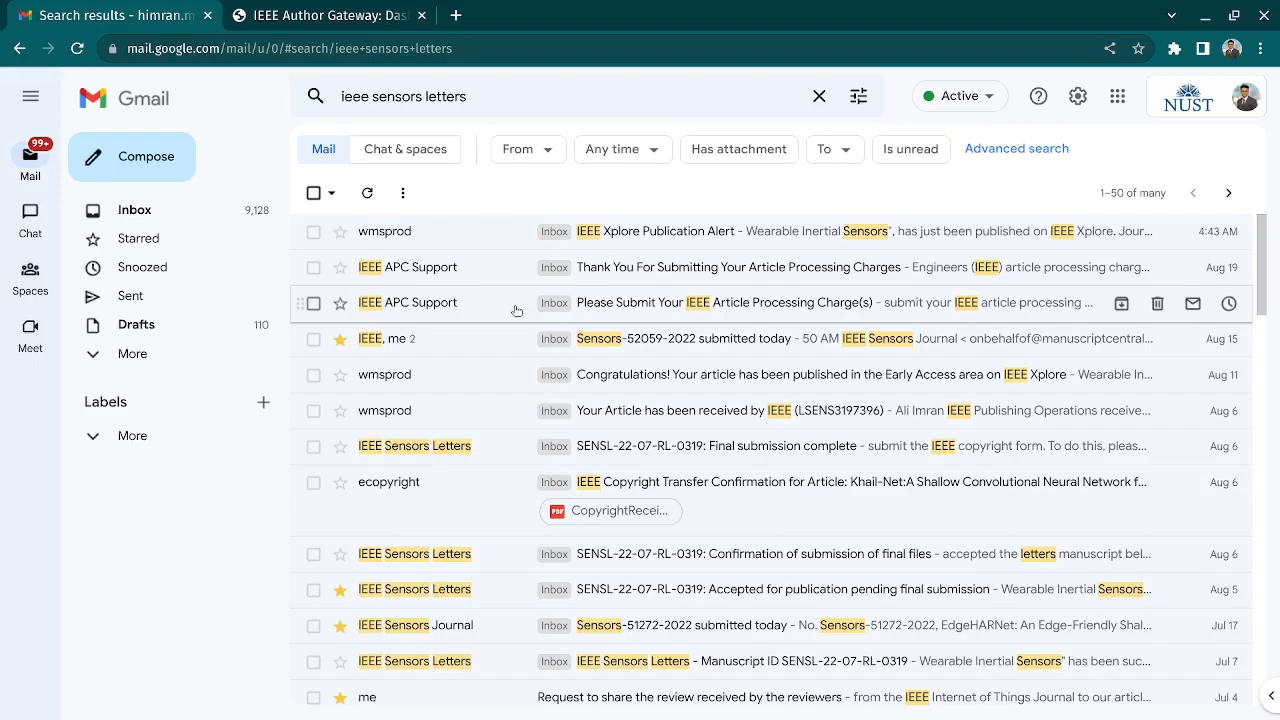 Search results - himran.m
IEEE Author Gateway: Das
mail.google.com/mail/u/0/#search/ieee+sensors+letters
Gmail
ieee sensors letters
Active
NUST
99+
Mail
Compose
Mail
Chat & spaces
From
Any time
Has attachment
To
Is unread
Advanced search
1–50 of many
Chat
Spaces
Meet
Inbox 9,128
Starred
Snoozed
Sent
Drafts 110
More
Labels
More
wmsprod Inbox IEEE Xplore Publication Alert - Wearable Inertial Sensors", has just been published on IEEE Xplore. Jour... 4:43 AM
IEEE APC Support Inbox Thank You For Submitting Your Article Processing Charges - Engineers (IEEE) article processing charg... Aug 19
IEEE APC Support Inbox Please Submit Your IEEE Article Processing Charge(s) - submit your IEEE article processing ...
IEEE, me 2 Inbox Sensors-52059-2022 submitted today - 50 AM IEEE Sensors Journal < onbehalfof@manuscriptcentral... Aug 15
wmsprod Inbox Congratulations! Your article has been published in the Early Access area on IEEE Xplore - Wearable In... Aug 11
wmsprod Inbox Your Article has been received by IEEE (LSENS3197396) - Ali Imran IEEE Publishing Operations receive... Aug 6
IEEE Sensors Letters Inbox SENSL-22-07-RL-0319: Final submission complete - submit the IEEE copyright form. To do this, pleas... Aug 6
ecopyright Inbox IEEE Copyright Transfer Confirmation for Article: Khail-Net:A Shallow Convolutional Neural Network f... Aug 6
PDF CopyrightRecei...
IEEE Sensors Letters Inbox SENSL-22-07-RL-0319: Confirmation of submission of final files - accepted the letters manuscript bel... Aug 6
IEEE Sensors Letters Inbox SENSL-22-07-RL-0319: Accepted for publication pending final submission - Wearable Inertial Sensors... Aug 5
IEEE Sensors Journal Inbox Sensors-51272-2022 submitted today - No. Sensors-51272-2022, EdgeHARNet: An Edge-Friendly Shal... Jul 17
IEEE Sensors Letters Inbox IEEE Sensors Letters - Manuscript ID SENSL-22-07-RL-0319 - Wearable Inertial Sensors" has been suc... Jul 7
me Request to share the review received by the reviewers - from the IEEE Internet of Things Journal to our articl... Jul 4